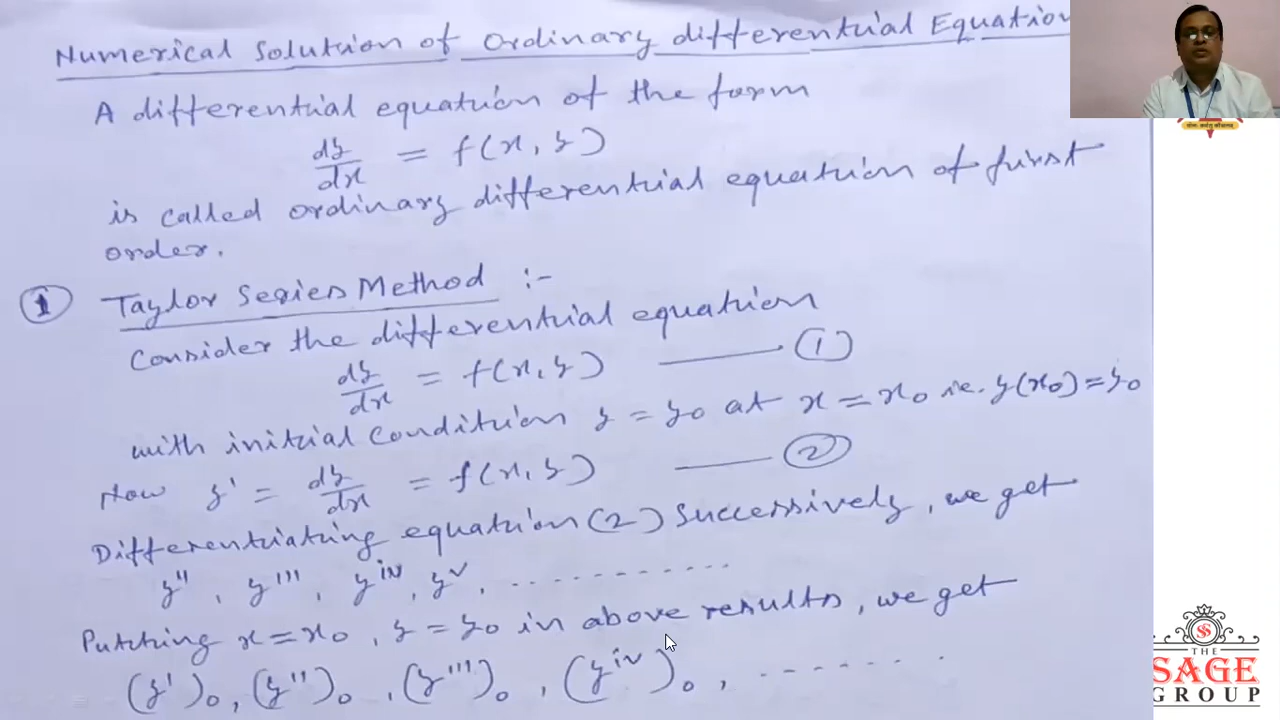 Numerical Solution of Ordinary differential Equation
A differential equation of the form
dy/dx = f(x, y)
is called ordinary differential equation of first
order.
① Taylor Series Method :-
Consider the differential equation
dy/dx = f(x, y) ——— (1)
with initial condition y = y₀ at x = x₀ i.e. y(x₀) = y₀
Now y' = dy/dx = f(x, y) ——— (2)
Differentiating equation (2) successively, we get
y'', y''', yⁱᵛ, yᵛ, ...........
Putting x = x₀, y = y₀ in above results, we get
(y')₀, (y'')₀, (y''')₀, (yⁱᵛ)₀, .......
THE
SAGE
GROUP